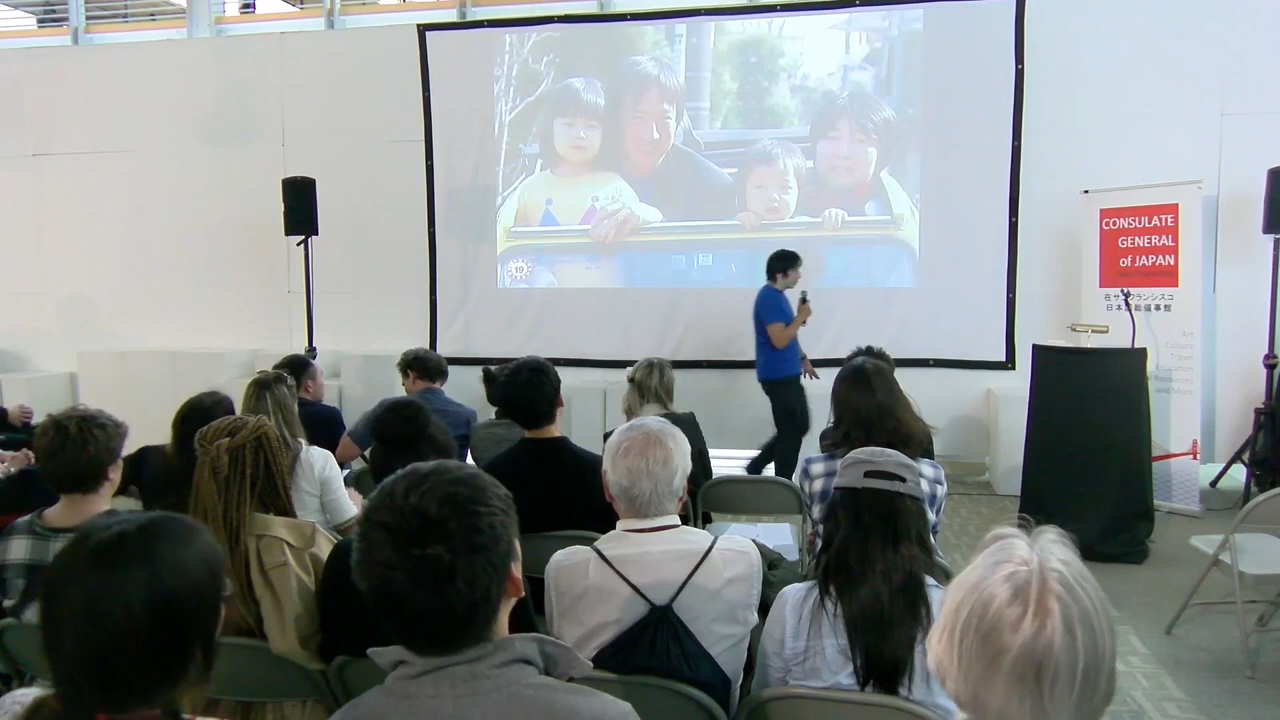 19
CONSULATE
GENERAL
of JAPAN
在サンフランシスコ
日本国総領事館
Art
Culture
Travel
and More